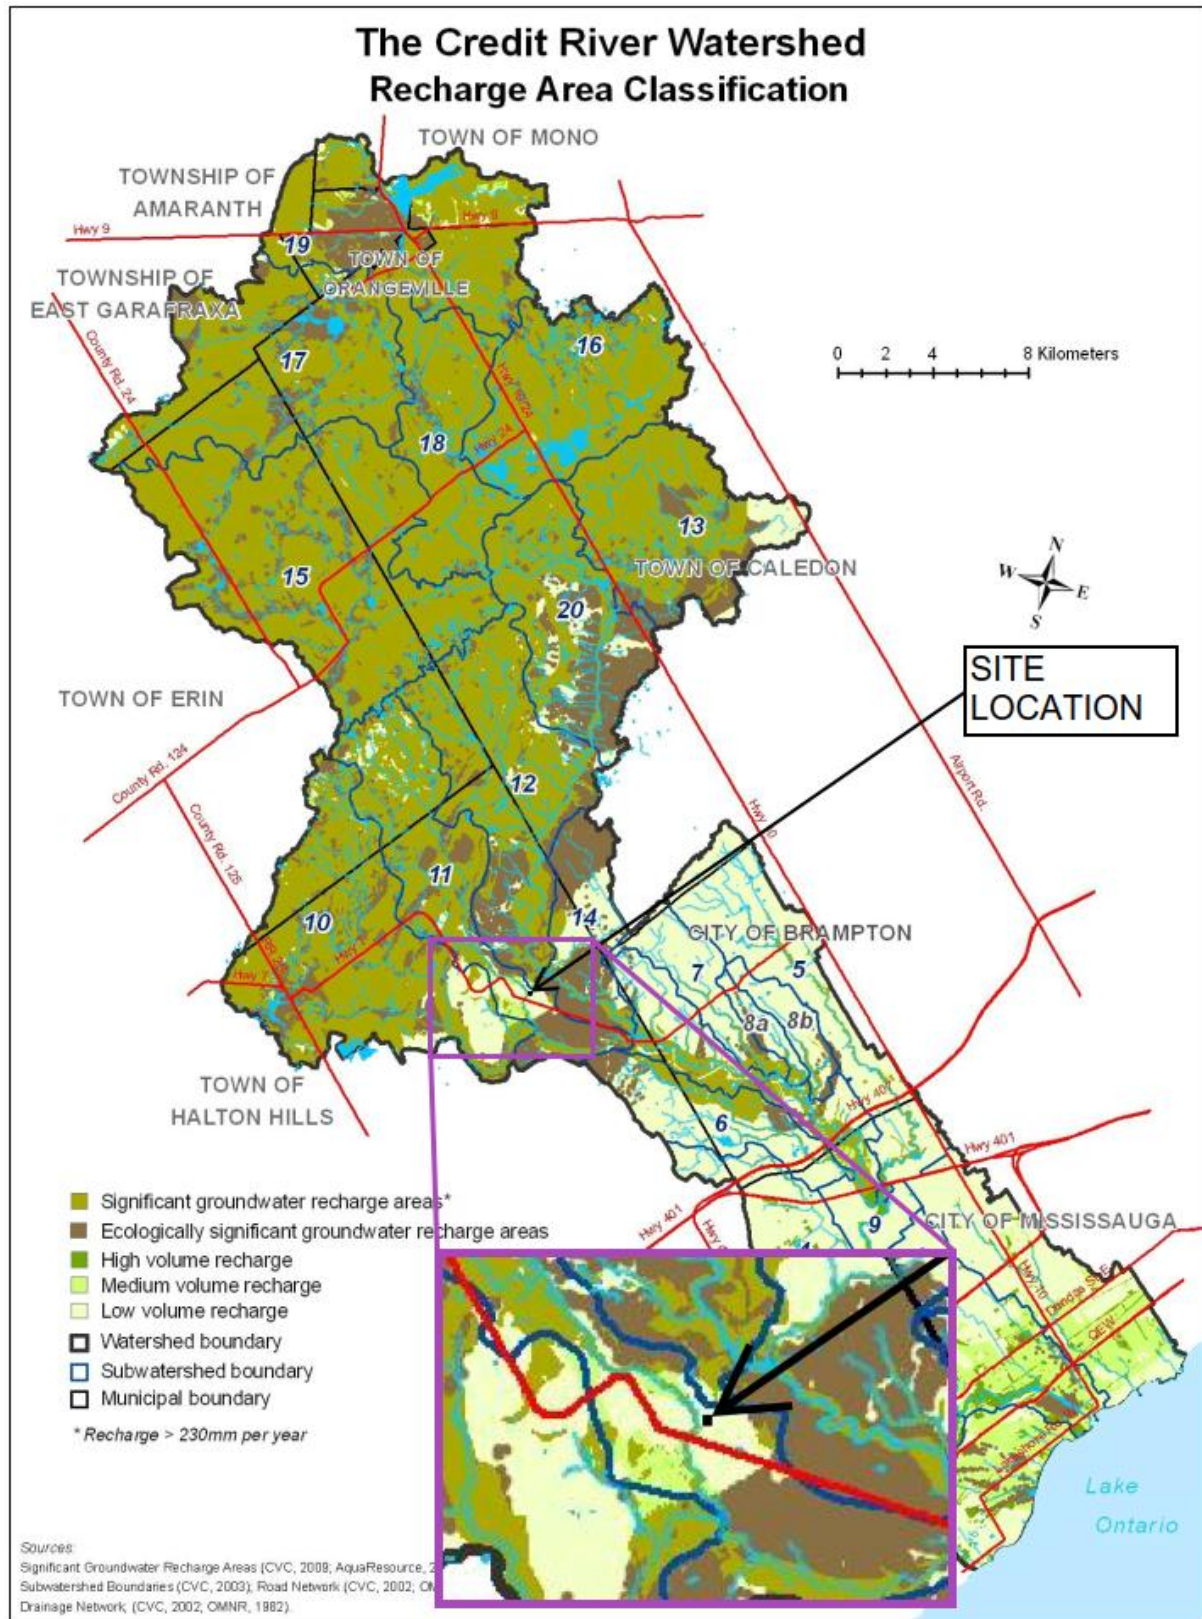 The Credit River Watershed
Recharge Area Classification
TOWN OF MONO
TOWNSHIP OF
AMARANTH
Hwy 9
Hwy 9
19
TOWN OF
ORANGEVILLE
TOWNSHIP OF
EAST GARAFRAXA
County Rd. 24
17
16
0 2 4 8 Kilometers
18
Hwy 24
13
TOWN OF CALEDON
N
W
E
S
15
20
SITE
LOCATION
TOWN OF ERIN
County Rd. 124
12
Hwy 10
Airport Rd.
County Rd. 125
11
10
14
CITY OF BRAMPTON
7
5
Hwy 7
8a
8b
TOWN OF
HALTON HILLS
6
Hwy 401
Hwy 401
9
CITY OF MISSISSAUGA
Hwy 10
QEW
Significant groundwater recharge areas*
Ecologically significant groundwater recharge areas
High volume recharge
Medium volume recharge
Low volume recharge
Watershed boundary
Subwatershed boundary
Municipal boundary
* Recharge > 230mm per year
Lake
Ontario
Sources:
Significant Groundwater Recharge Areas (CVC, 2009; AquaResource, 2
Subwatershed Boundaries (CVC, 2003); Road Network (CVC, 2002; OM
Drainage Network, (CVC, 2002; OMNR, 1982).